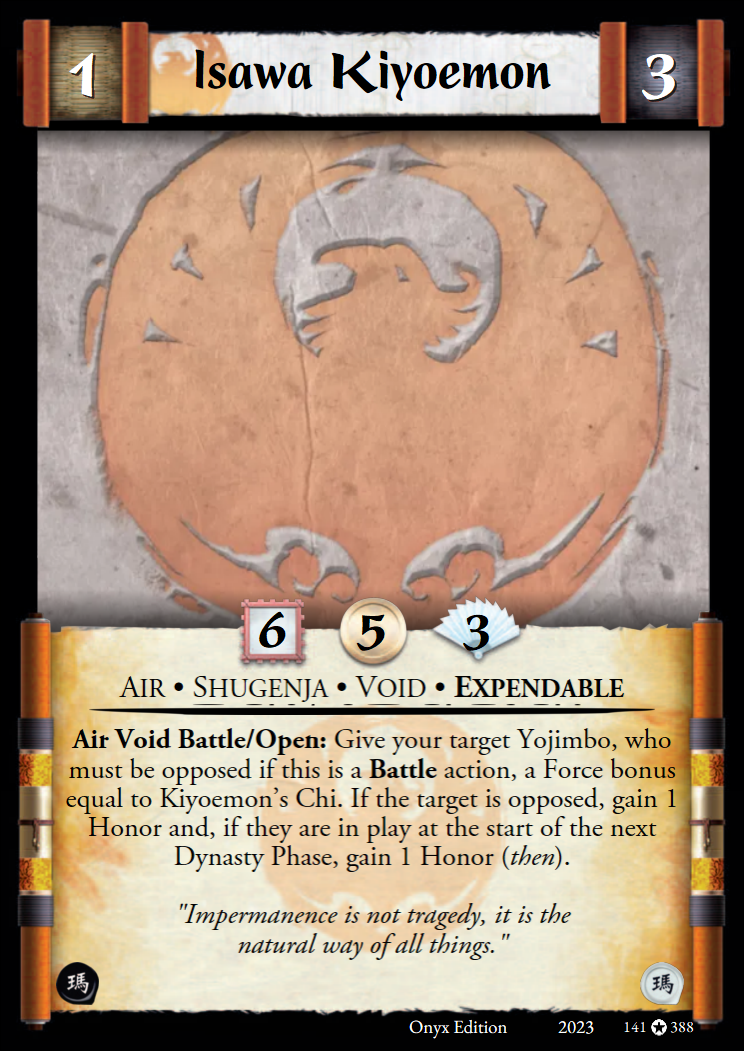 1 Isawa Kiyoemon 3
6 5 3
AIR • SHUGENJA • VOID • EXPENDABLE
Air Void Battle/Open: Give your target Yojimbo, who
must be opposed if this is a Battle action, a Force bonus
equal to Kiyoemon's Chi. If the target is opposed, gain 1
Honor and, if they are in play at the start of the next
Dynasty Phase, gain 1 Honor (then).
"Impermanence is not tragedy, it is the
natural way of all things."
瑪 瑪
Onyx Edition 2023 141 388